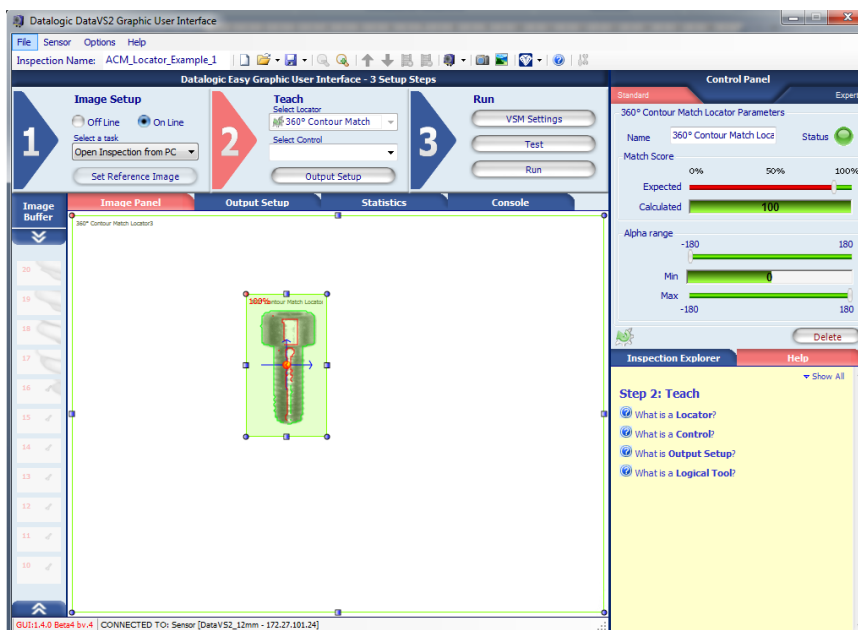 Datalogic DataVS2 Graphic User Interface
File Sensor Options Help
Inspection Name: ACM_Locator_Example_1
Datalogic Easy Graphic User Interface - 3 Setup Steps
1
Image Setup
Off Line On Line
Select a task
Open Inspection from PC
Set Reference Image
2
Teach
Select Locator
360° Contour Match
Select Control
Output Setup
3
Run
VSM Settings
Test
Run
Image Buffer
Image Panel Output Setup Statistics Console
20
19
18
17
16
15
14
13
12
11
10
360° Contour Match Locator3
100%
Contour Match Locator
Control Panel
Standard Expert
360° Contour Match Locator Parameters
Name 360° Contour Match Loca Status
Match Score
0% 50% 100%
Expected
Calculated 100
Alpha range
-180 180
Min 0
Max
-180 180
Delete
Inspection Explorer Help
Show All
Step 2: Teach
What is a Locator?
What is a Control?
What is Output Setup?
What is a Logical Tool?
GUI:1.4.0 Beta4 bv.4 CONNECTED TO: Sensor [DataVS2_12mm - 172.27.101.24]